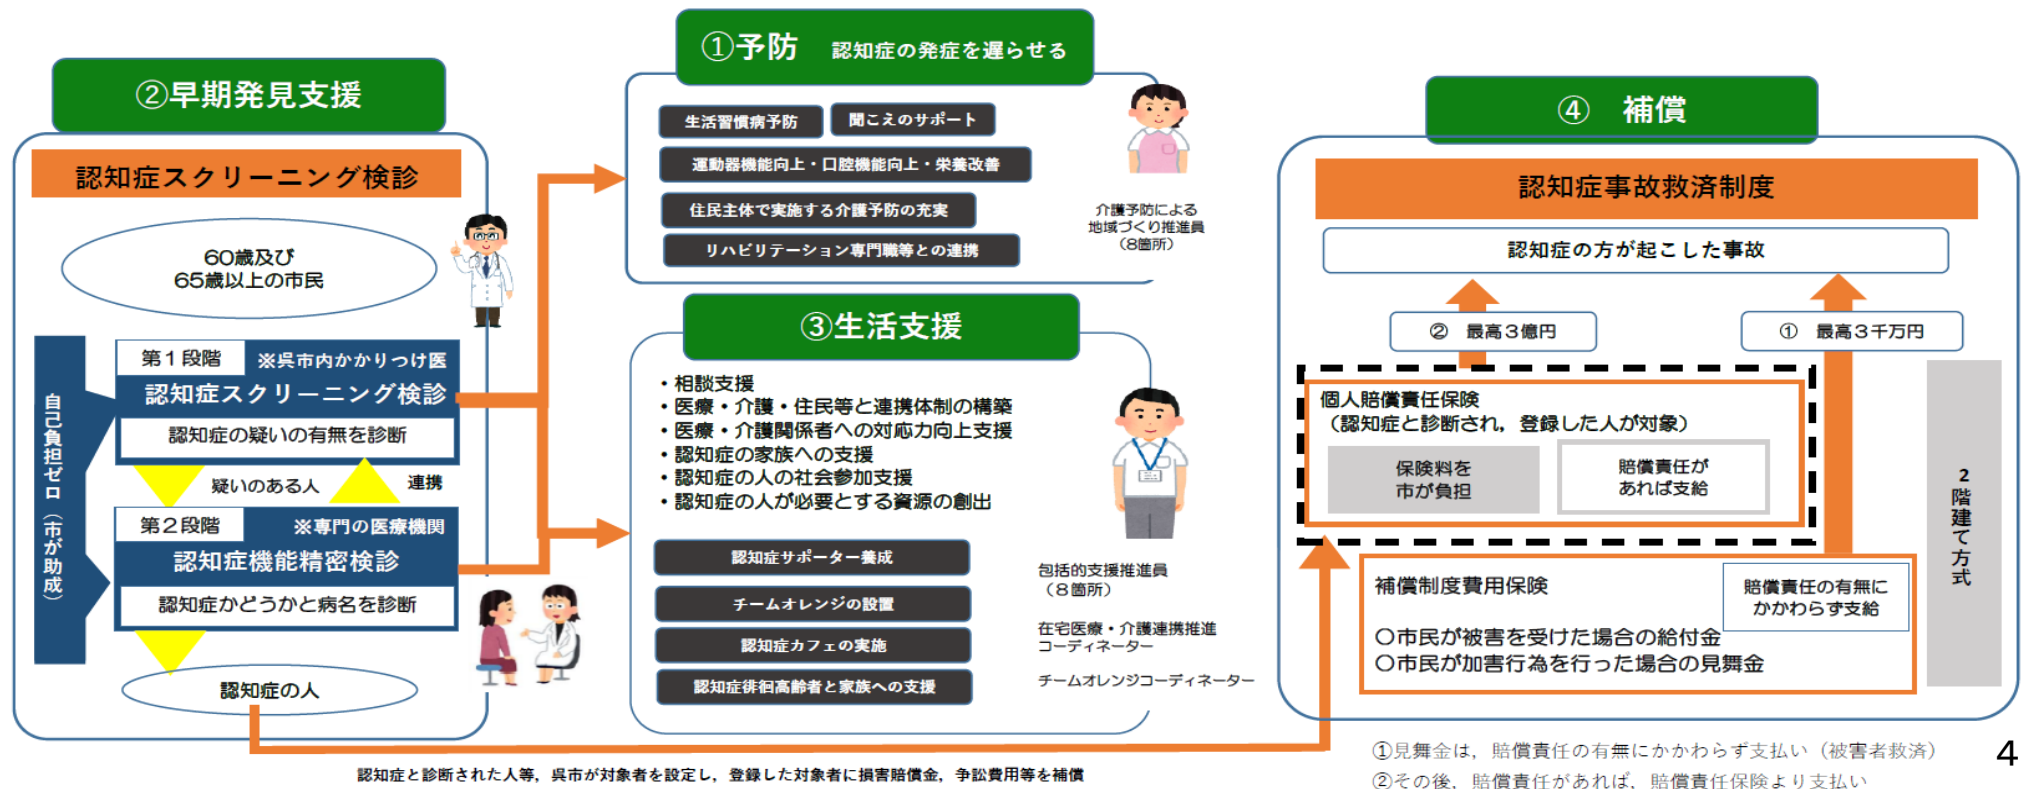 ②早期発見支援
認知症スクリーニング検診
60歳及び
65歳以上の市民
自己負担ゼロ（市が助成）
第１段階
※呉市内かかりつけ医
認知症スクリーニング検診
認知症の疑いの有無を診断
疑いのある人
連携
第２段階
※専門の医療機関
認知症機能精密検診
認知症かどうかと病名を診断
認知症の人
①予防　認知症の発症を遅らせる
生活習慣病予防
聞こえのサポート
運動器機能向上・口腔機能向上・栄養改善
住民主体で実施する介護予防の充実
リハビリテーション専門職等との連携
介護予防による
地域づくり推進員
（8箇所）
③生活支援
・相談支援
・医療・介護・住民等と連携体制の構築
・医療・介護関係者への対応力向上支援
・認知症の家族への支援
・認知症の人の社会参加支援
・認知症の人が必要とする資源の創出
認知症サポーター養成
チームオレンジの設置
認知症カフェの実施
認知症徘徊高齢者と家族への支援
包括的支援推進員
（８箇所）
在宅医療・介護連携推進
コーディネーター
チームオレンジコーディネーター
④　補償
認知症事故救済制度
認知症の方が起こした事故
②　最高３億円
①　最高３千万円
個人賠償責任保険
（認知症と診断され，登録した人が対象）
保険料を
市が負担
賠償責任が
あれば支給
２階建て方式
補償制度費用保険
賠償責任の有無に
かかわらず支給
〇市民が被害を受けた場合の給付金
〇市民が加害行為を行った場合の見舞金
認知症と診断された人等，呉市が対象者を設定し，登録した対象者に損害賠償金，争訟費用等を補償
①見舞金は，賠償責任の有無にかかわらず支払い（被害者救済）
②その後，賠償責任があれば，賠償責任保険より支払い
4